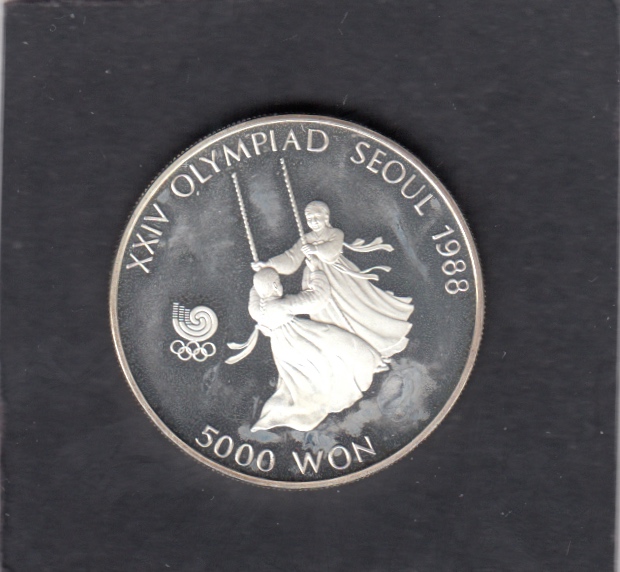 XXIV OLYMPIAD SEOUL 1988
5000 WON